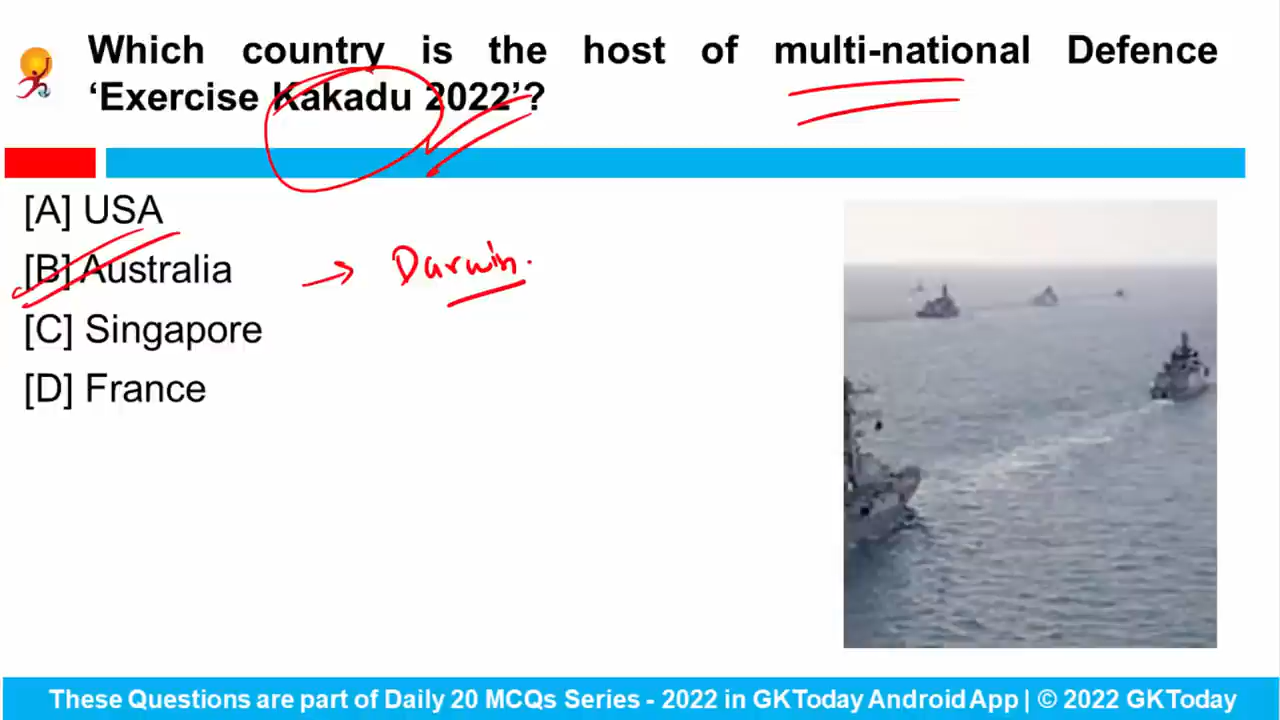 Which country is the host of multi-national Defence
‘Exercise Kakadu 2022’?
[A] USA
[B] Australia
→ Darwin.
[C] Singapore
[D] France
These Questions are part of Daily 20 MCQs Series - 2022 in GKToday Android App | © 2022 GKToday